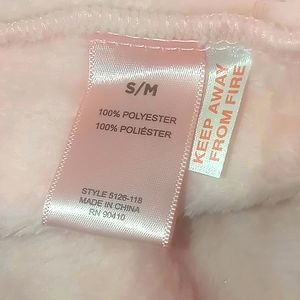 S/M
100% POLYESTER
100% POLIÉSTER
STYLE 5126-118
MADE IN CHINA
RN 90410
KEEP AWAY
FROM FIRE